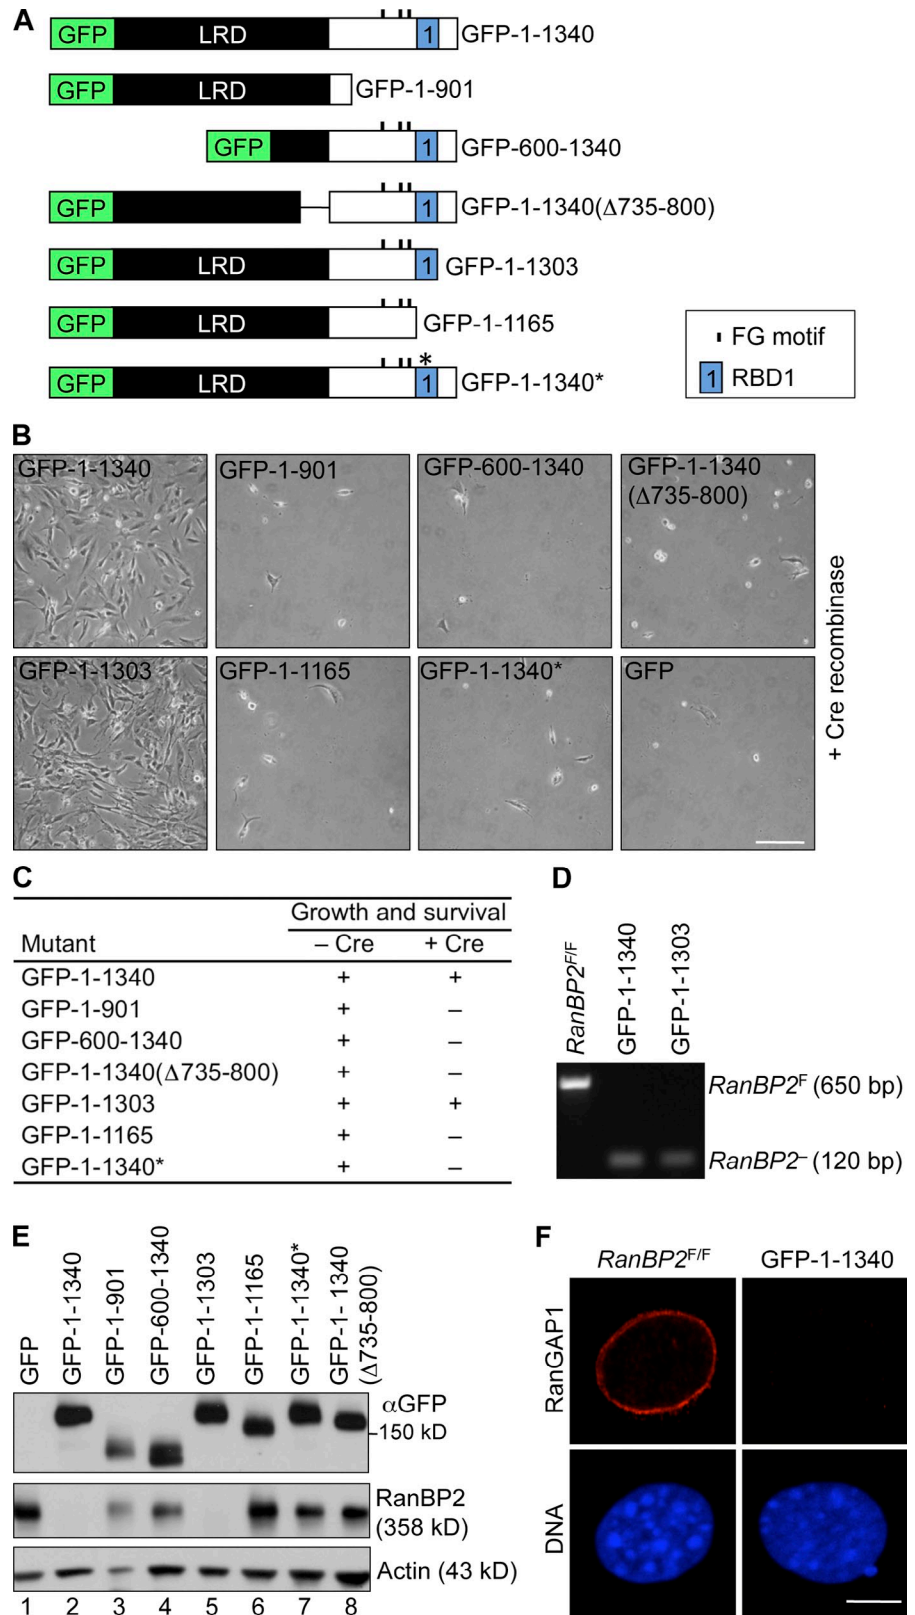 A
GFP LRD 1 GFP-1-1340
GFP LRD GFP-1-901
GFP 1 GFP-600-1340
GFP 1 GFP-1-1340(Δ735-800)
GFP LRD 1 GFP-1-1303
GFP LRD GFP-1-1165
*
GFP LRD 1 GFP-1-1340*
FG motif
1 RBD1
B
GFP-1-1340 GFP-1-901 GFP-600-1340 GFP-1-1340
(Δ735-800)
GFP-1-1303 GFP-1-1165 GFP-1-1340* GFP
+ Cre recombinase
C
Growth and survival
Mutant – Cre + Cre
GFP-1-1340 + +
GFP-1-901 + –
GFP-600-1340 + –
GFP-1-1340(Δ735-800) + –
GFP-1-1303 + +
GFP-1-1165 + –
GFP-1-1340* + –
D
RanBP2F/F
GFP-1-1340
GFP-1-1303
RanBP2F (650 bp)
RanBP2– (120 bp)
E
GFP
GFP-1-1340
GFP-1-901
GFP-600-1340
GFP-1-1303
GFP-1-1165
GFP-1-1340*
GFP-1- 1340
(Δ735-800)
αGFP
150 kD
RanBP2
(358 kD)
Actin (43 kD)
1 2 3 4 5 6 7 8
F
RanBP2F/F GFP-1-1340
RanGAP1
DNA